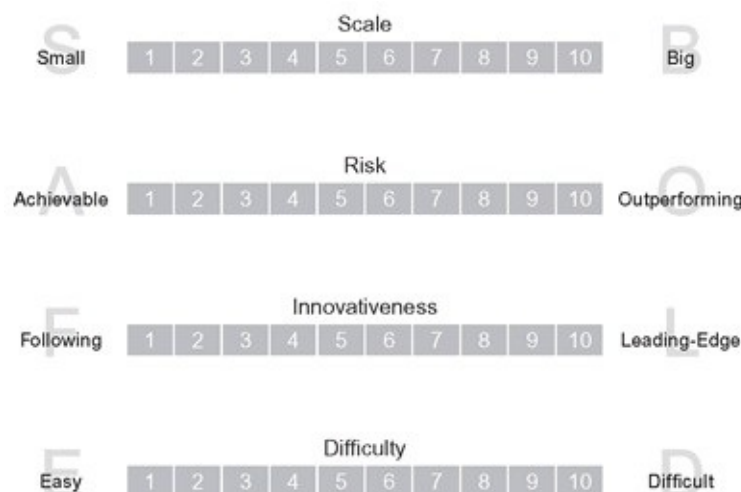 Scale
S B
Small 1 2 3 4 5 6 7 8 9 10 Big
Risk
A O
Achievable 1 2 3 4 5 6 7 8 9 10 Outperforming
Innovativeness
F L
Following 1 2 3 4 5 6 7 8 9 10 Leading-Edge
Difficulty
E D
Easy 1 2 3 4 5 6 7 8 9 10 Difficult